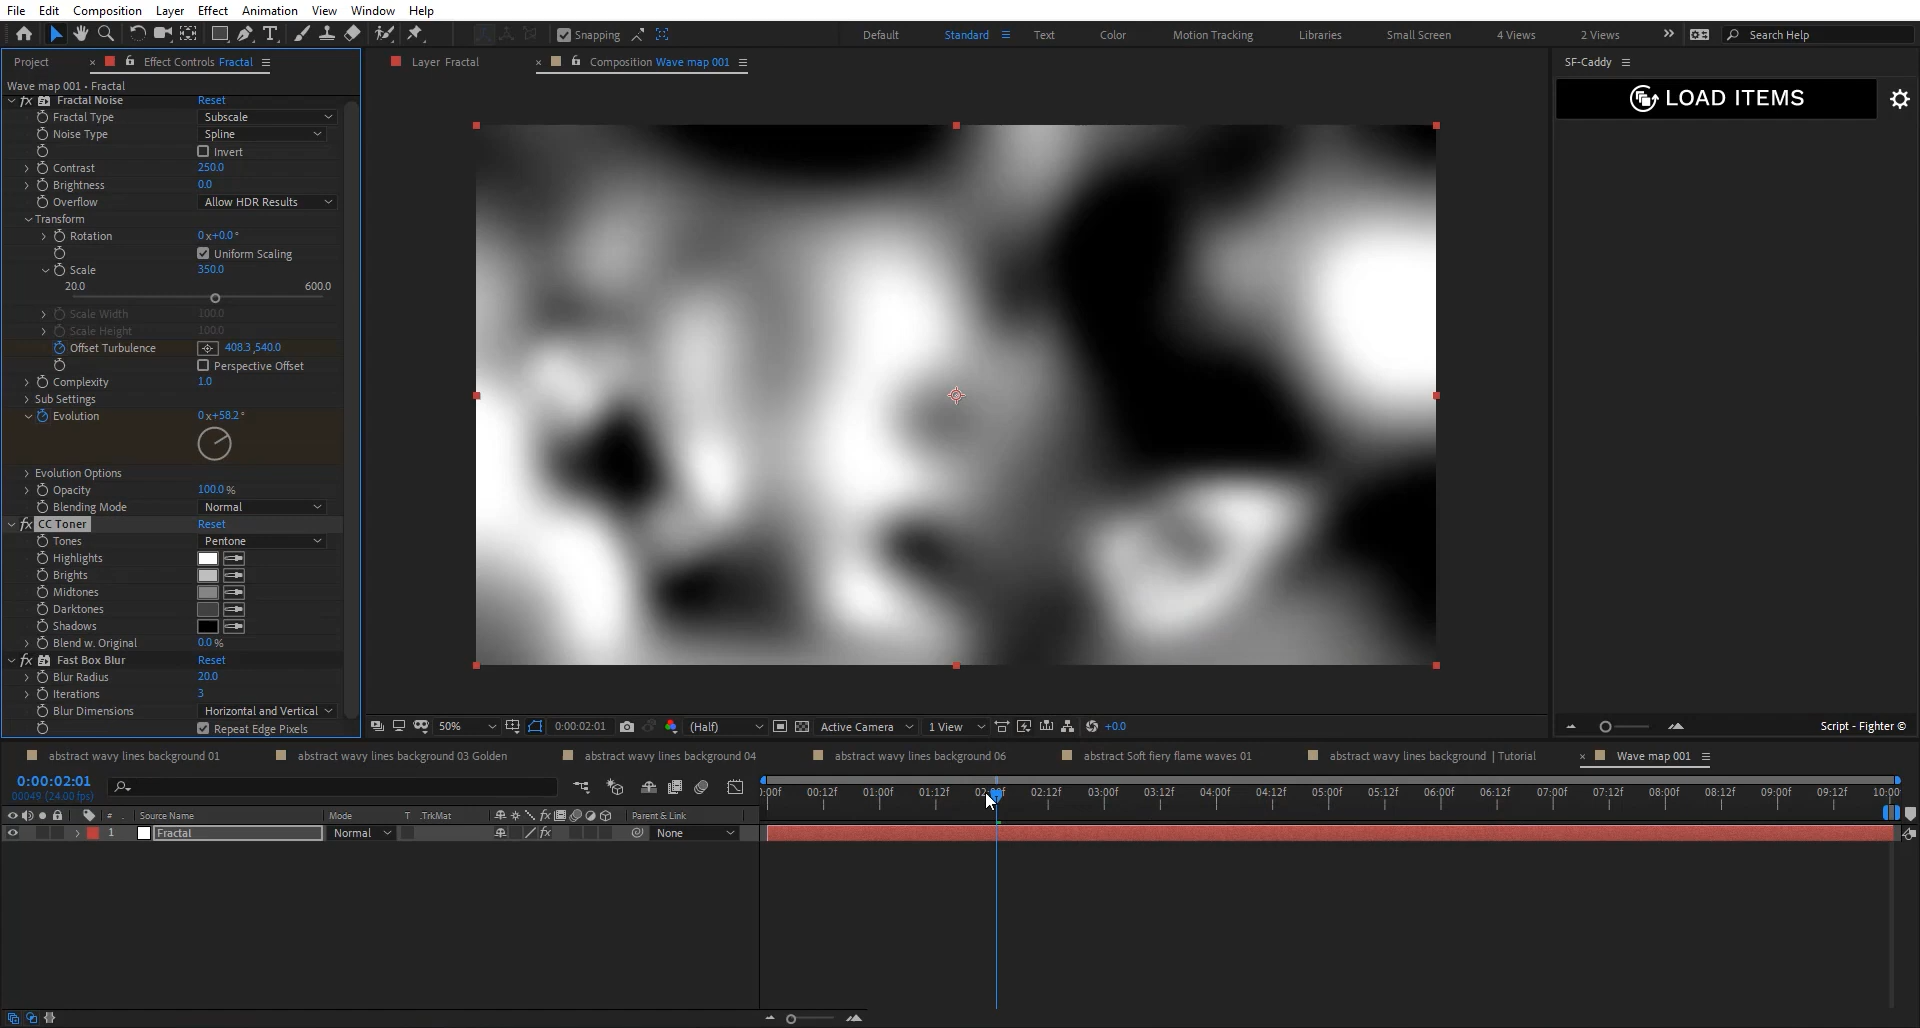 File Edit Composition Layer Effect Animation View Window Help
Snapping Default Standard Text Color Motion Tracking Libraries Small Screen 4 Views 2 Views Search Help
Project Effect Controls Fractal Layer Fractal Composition Wave map 001 SF-Caddy
Wave map 001 • Fractal
LOAD ITEMS
fx Fractal Noise Reset
Fractal Type Subscale
Noise Type Spline
Invert
Contrast 250.0
Brightness 0.0
Overflow Allow HDR Results
Transform
Rotation 0x+0.0°
Uniform Scaling
Scale 350.0
20.0 600.0
Scale Width 100.0
Scale Height 100.0
Offset Turbulence 408.3,540.0
Perspective Offset
Complexity 1.0
Sub Settings
Evolution 0x+58.2°
Evolution Options
Opacity 100.0%
Blending Mode Normal
fx CC Toner Reset
Tones Pentone
Highlights
Brights
Midtones
Darktones
Shadows
Blend w. Original 0.0%
fx Fast Box Blur Reset
Blur Radius 20.0
Iterations 3
Blur Dimensions Horizontal and Vertical
Repeat Edge Pixels
50% 0:00:02:01 (Half) Active Camera 1 View +0.0 Script - Fighter ©
abstract wavy lines background 01 abstract wavy lines background 03 Golden abstract wavy lines background 04 abstract wavy lines background 06 abstract Soft fiery flame waves 01 abstract wavy lines background | Tutorial Wave map 001
0:00:02:01
00049 (24.00 fps)
:00f 00:12f 01:00f 01:12f 02:00f 02:12f 03:00f 03:12f 04:00f 04:12f 05:00f 05:12f 06:00f 06:12f 07:00f 07:12f 08:00f 08:12f 09:00f 09:12f 10:00
# Source Name Mode T .TrkMat fx Parent & Link
1 Fractal Normal fx None